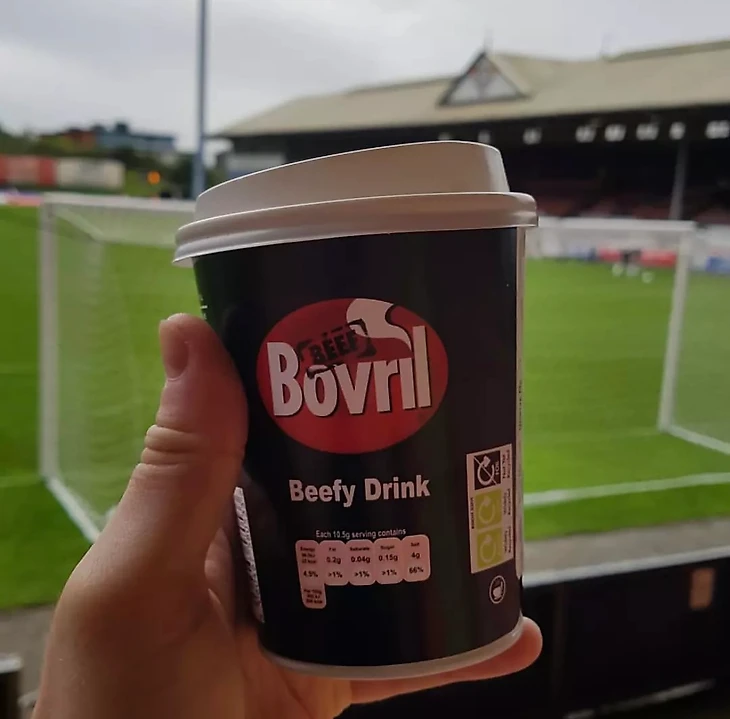 BEEF
Bovril
Beefy Drink
Each 10.5g serving contains
Energy Fat Saturate Sugar Salt
0.2g 0.04g 0.15g 4g
4.5% >1% >1% >1% 66%